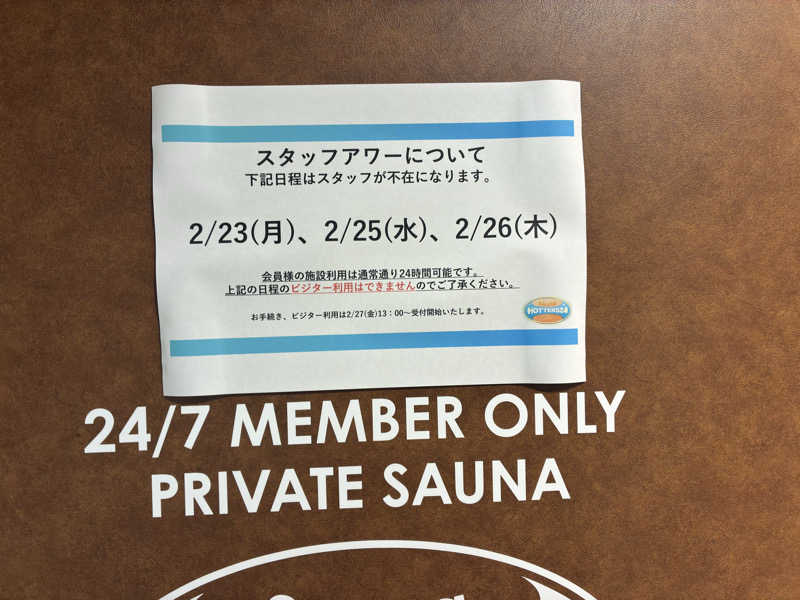 スタッフアワーについて
下記日程はスタッフが不在になります。
2/23(月)、2/25(水)、2/26(木)
会員様の施設利用は通常通り24時間可能です。
上記の日程のビジター利用はできませんのでご了承ください。
お手続き、ビジター利用は2/27(金)13：00～受付開始いたします。
HOTTERS24
24/7 MEMBER ONLY
PRIVATE SAUNA